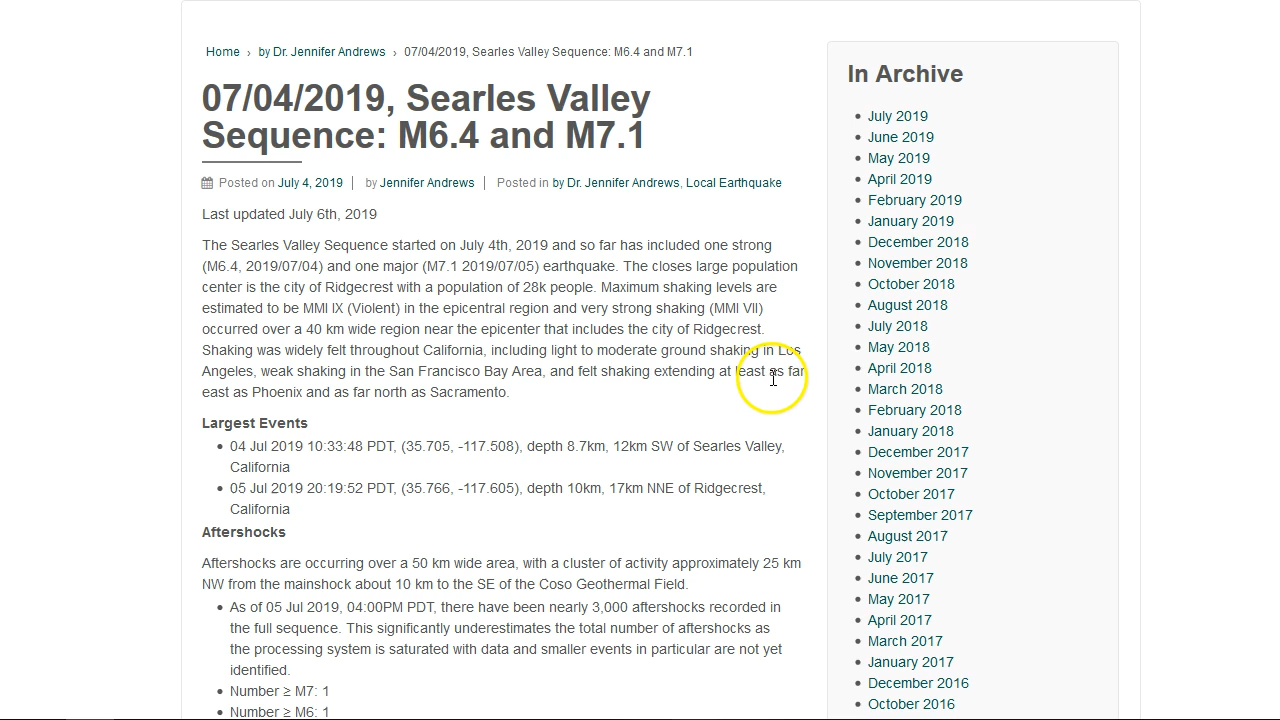 Home › by Dr. Jennifer Andrews › 07/04/2019, Searles Valley Sequence: M6.4 and M7.1
07/04/2019, Searles Valley
Sequence: M6.4 and M7.1
Posted on July 4, 2019 | by Jennifer Andrews | Posted in by Dr. Jennifer Andrews, Local Earthquake
Last updated July 6th, 2019
The Searles Valley Sequence started on July 4th, 2019 and so far has included one strong
(M6.4, 2019/07/04) and one major (M7.1 2019/07/05) earthquake. The closes large population
center is the city of Ridgecrest with a population of 28k people. Maximum shaking levels are
estimated to be MMI IX (Violent) in the epicentral region and very strong shaking (MMI VII)
occurred over a 40 km wide region near the epicenter that includes the city of Ridgecrest.
Shaking was widely felt throughout California, including light to moderate ground shaking in Los
Angeles, weak shaking in the San Francisco Bay Area, and felt shaking extending at least as far
east as Phoenix and as far north as Sacramento.
Largest Events
• 04 Jul 2019 10:33:48 PDT, (35.705, -117.508), depth 8.7km, 12km SW of Searles Valley,
California
• 05 Jul 2019 20:19:52 PDT, (35.766, -117.605), depth 10km, 17km NNE of Ridgecrest,
California
Aftershocks
Aftershocks are occurring over a 50 km wide area, with a cluster of activity approximately 25 km
NW from the mainshock about 10 km to the SE of the Coso Geothermal Field.
• As of 05 Jul 2019, 04:00PM PDT, there have been nearly 3,000 aftershocks recorded in
the full sequence. This significantly underestimates the total number of aftershocks as
the processing system is saturated with data and smaller events in particular are not yet
identified.
• Number ≥ M7: 1
• Number ≥ M6: 1
In Archive
• July 2019
• June 2019
• May 2019
• April 2019
• February 2019
• January 2019
• December 2018
• November 2018
• October 2018
• August 2018
• July 2018
• May 2018
• April 2018
• March 2018
• February 2018
• January 2018
• December 2017
• November 2017
• October 2017
• September 2017
• August 2017
• July 2017
• June 2017
• May 2017
• April 2017
• March 2017
• January 2017
• December 2016
• October 2016